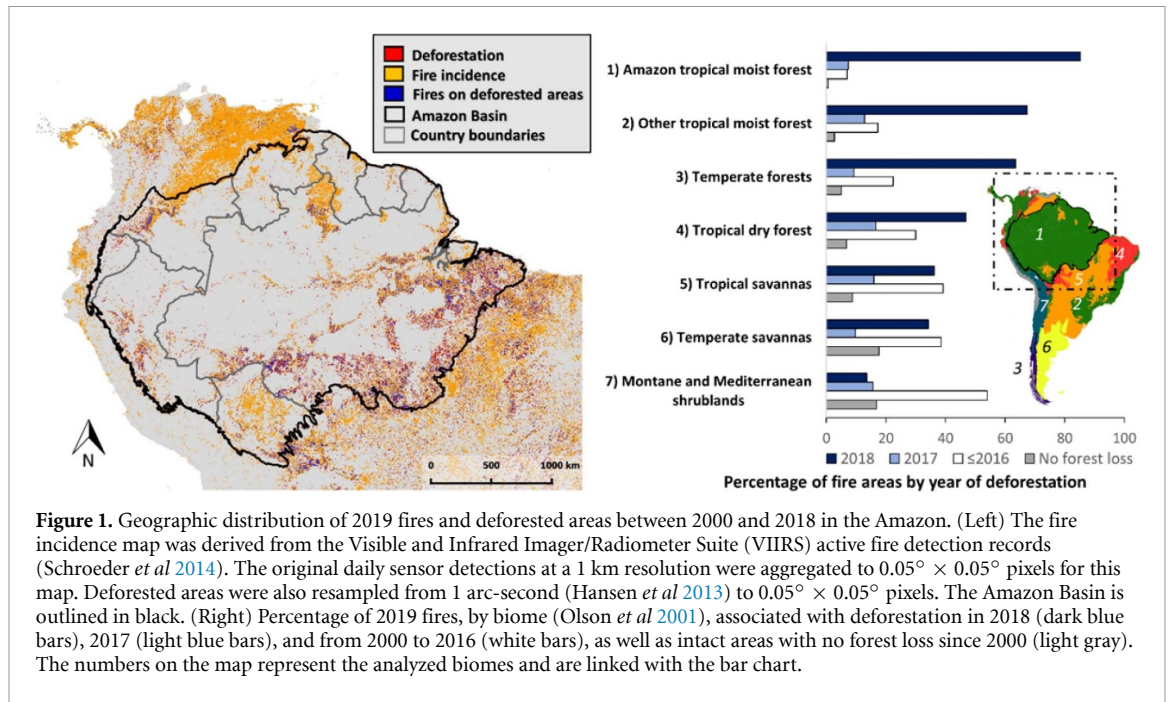 Deforestation
Fire incidence
Fires on deforested areas
Amazon Basin
Country boundaries
N
0 500 1000 km
1) Amazon tropical moist forest
2) Other tropical moist forest
3) Temperate forests
4) Tropical dry forest
5) Tropical savannas
6) Temperate savannas
7) Montane and Mediterranean
shrublands
1
4
5
2
7
6
3
0 20 40 60 80 100
2018 2017 ≤2016 No forest loss
Percentage of fire areas by year of deforestation
Figure 1. Geographic distribution of 2019 fires and deforested areas between 2000 and 2018 in the Amazon. (Left) The fire
incidence map was derived from the Visible and Infrared Imager/Radiometer Suite (VIIRS) active fire detection records
(Schroeder et al 2014). The original daily sensor detections at a 1 km resolution were aggregated to 0.05° × 0.05° pixels for this
map. Deforested areas were also resampled from 1 arc-second (Hansen et al 2013) to 0.05° × 0.05° pixels. The Amazon Basin is
outlined in black. (Right) Percentage of 2019 fires, by biome (Olson et al 2001), associated with deforestation in 2018 (dark blue
bars), 2017 (light blue bars), and from 2000 to 2016 (white bars), as well as intact areas with no forest loss since 2000 (light gray).
The numbers on the map represent the analyzed biomes and are linked with the bar chart.